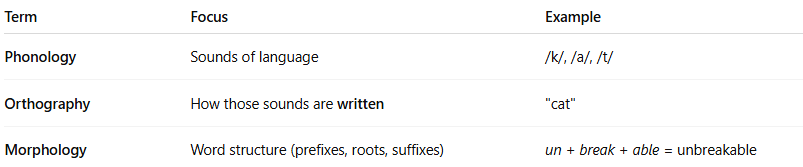 Term Focus Example
Phonology Sounds of language /k/, /a/, /t/
Orthography How those sounds are written "cat"
Morphology Word structure (prefixes, roots, suffixes) un + break + able = unbreakable